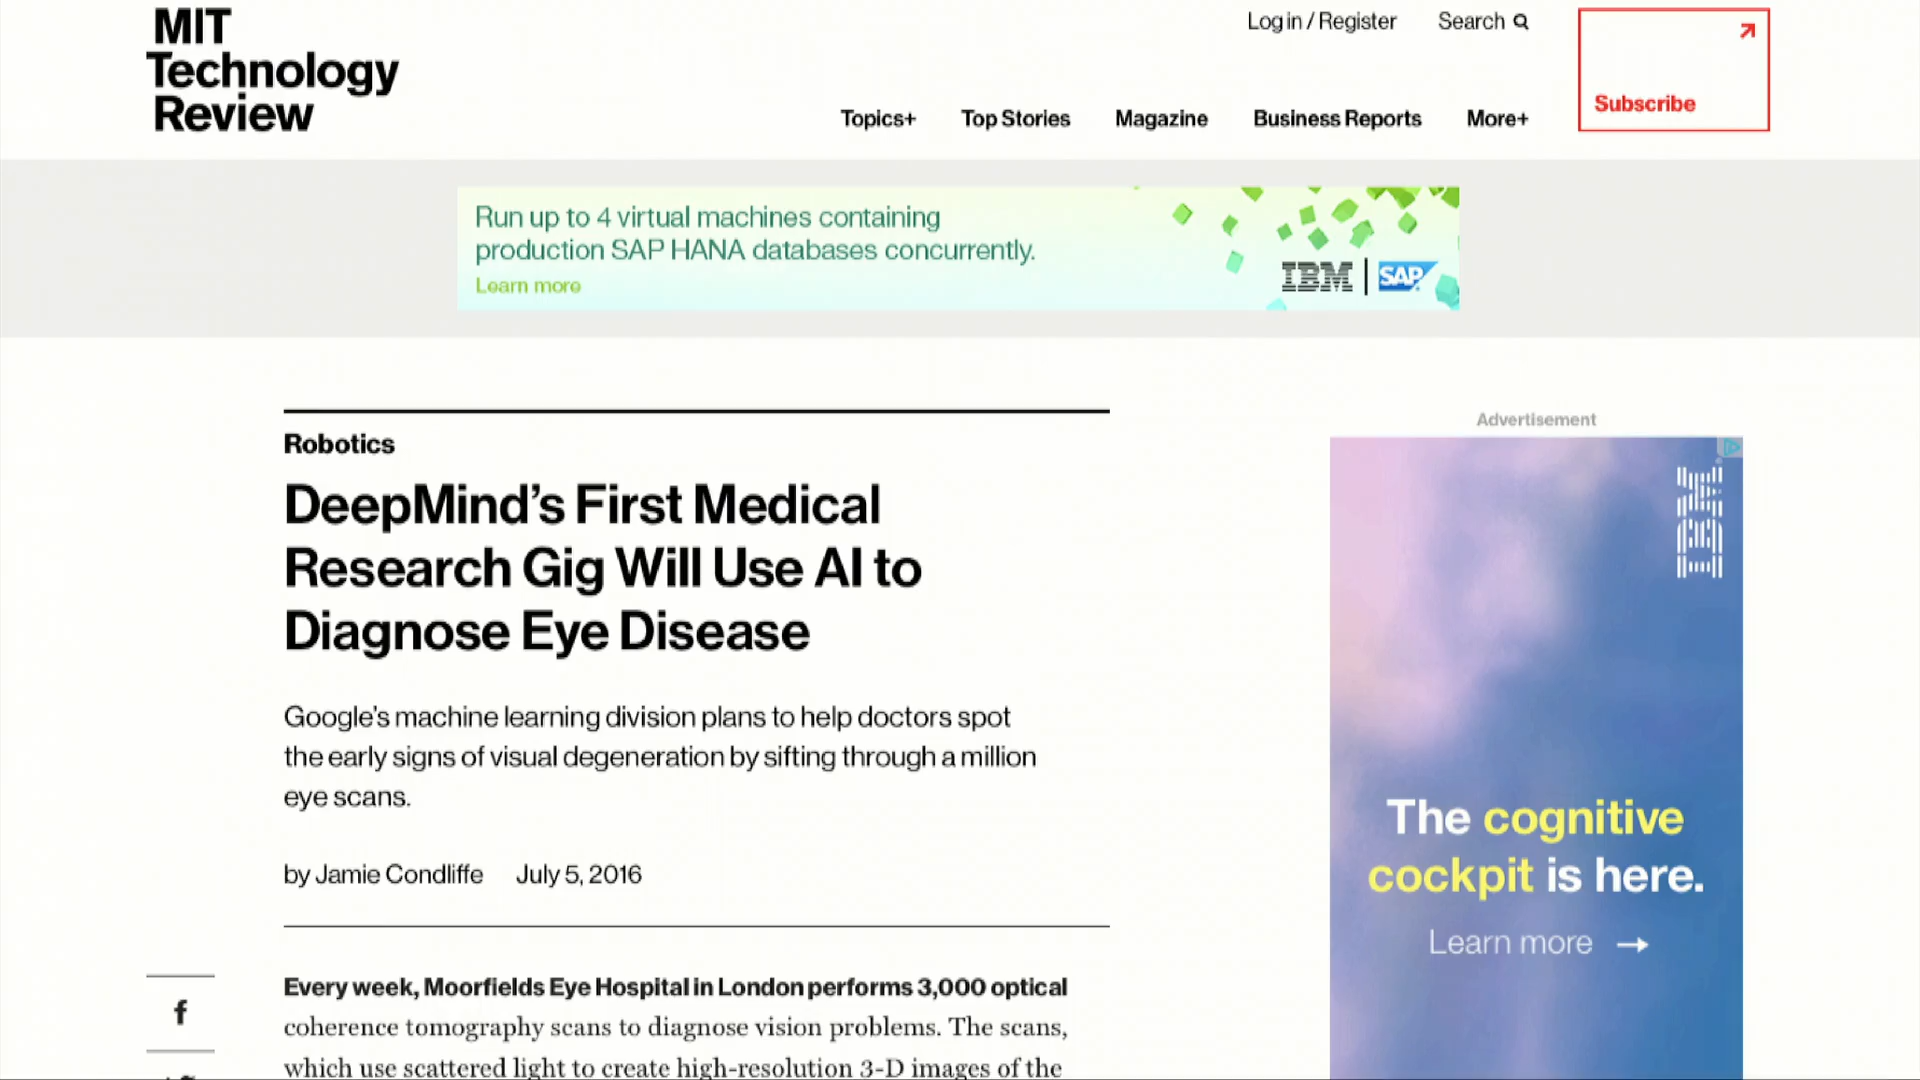 MIT
Technology
Review
Log in / Register
Search
Subscribe
Topics+
Top Stories
Magazine
Business Reports
More+
Run up to 4 virtual machines containing
production SAP HANA databases concurrently.
Learn more
IBM
SAP
Robotics
DeepMind’s First Medical
Research Gig Will Use AI to
Diagnose Eye Disease
Google’s machine learning division plans to help doctors spot
the early signs of visual degeneration by sifting through a million
eye scans.
by Jamie Condliffe July 5, 2016
Every week, Moorfields Eye Hospital in London performs 3,000 optical
coherence tomography scans to diagnose vision problems. The scans,
which use scattered light to create high-resolution 3-D images of the
f
Advertisement
IBM
The cognitive
cockpit is here.
Learn more →